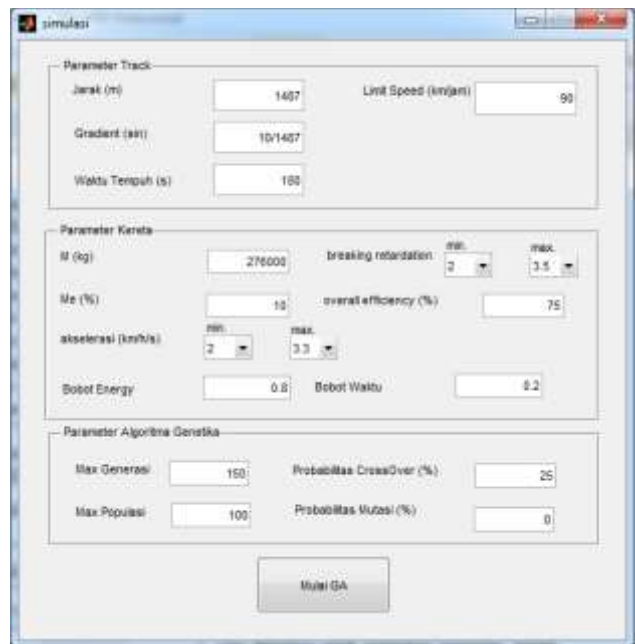 simulasi
Parameter Track
Jarak (m) 1467 Limit Speed (km/jam) 90
Gradient (sin) 10/1467
Waktu Tempuh (s) 180
Parameter Kereta
M (kg) 276000 breaking retardation min. 2 max. 3.5
Me (%) 10 overall efficiency (%) 75
akselerasi (km/h/s) min. 2 max. 3.3
Bobot Energy 0.8 Bobot Waktu 0.2
Parameter Algoritma Genetika
Max Generasi 150 Probabilitas CrossOver (%) 25
Max Populasi 100 Probabilitas Mutasi (%) 0
Mulai GA